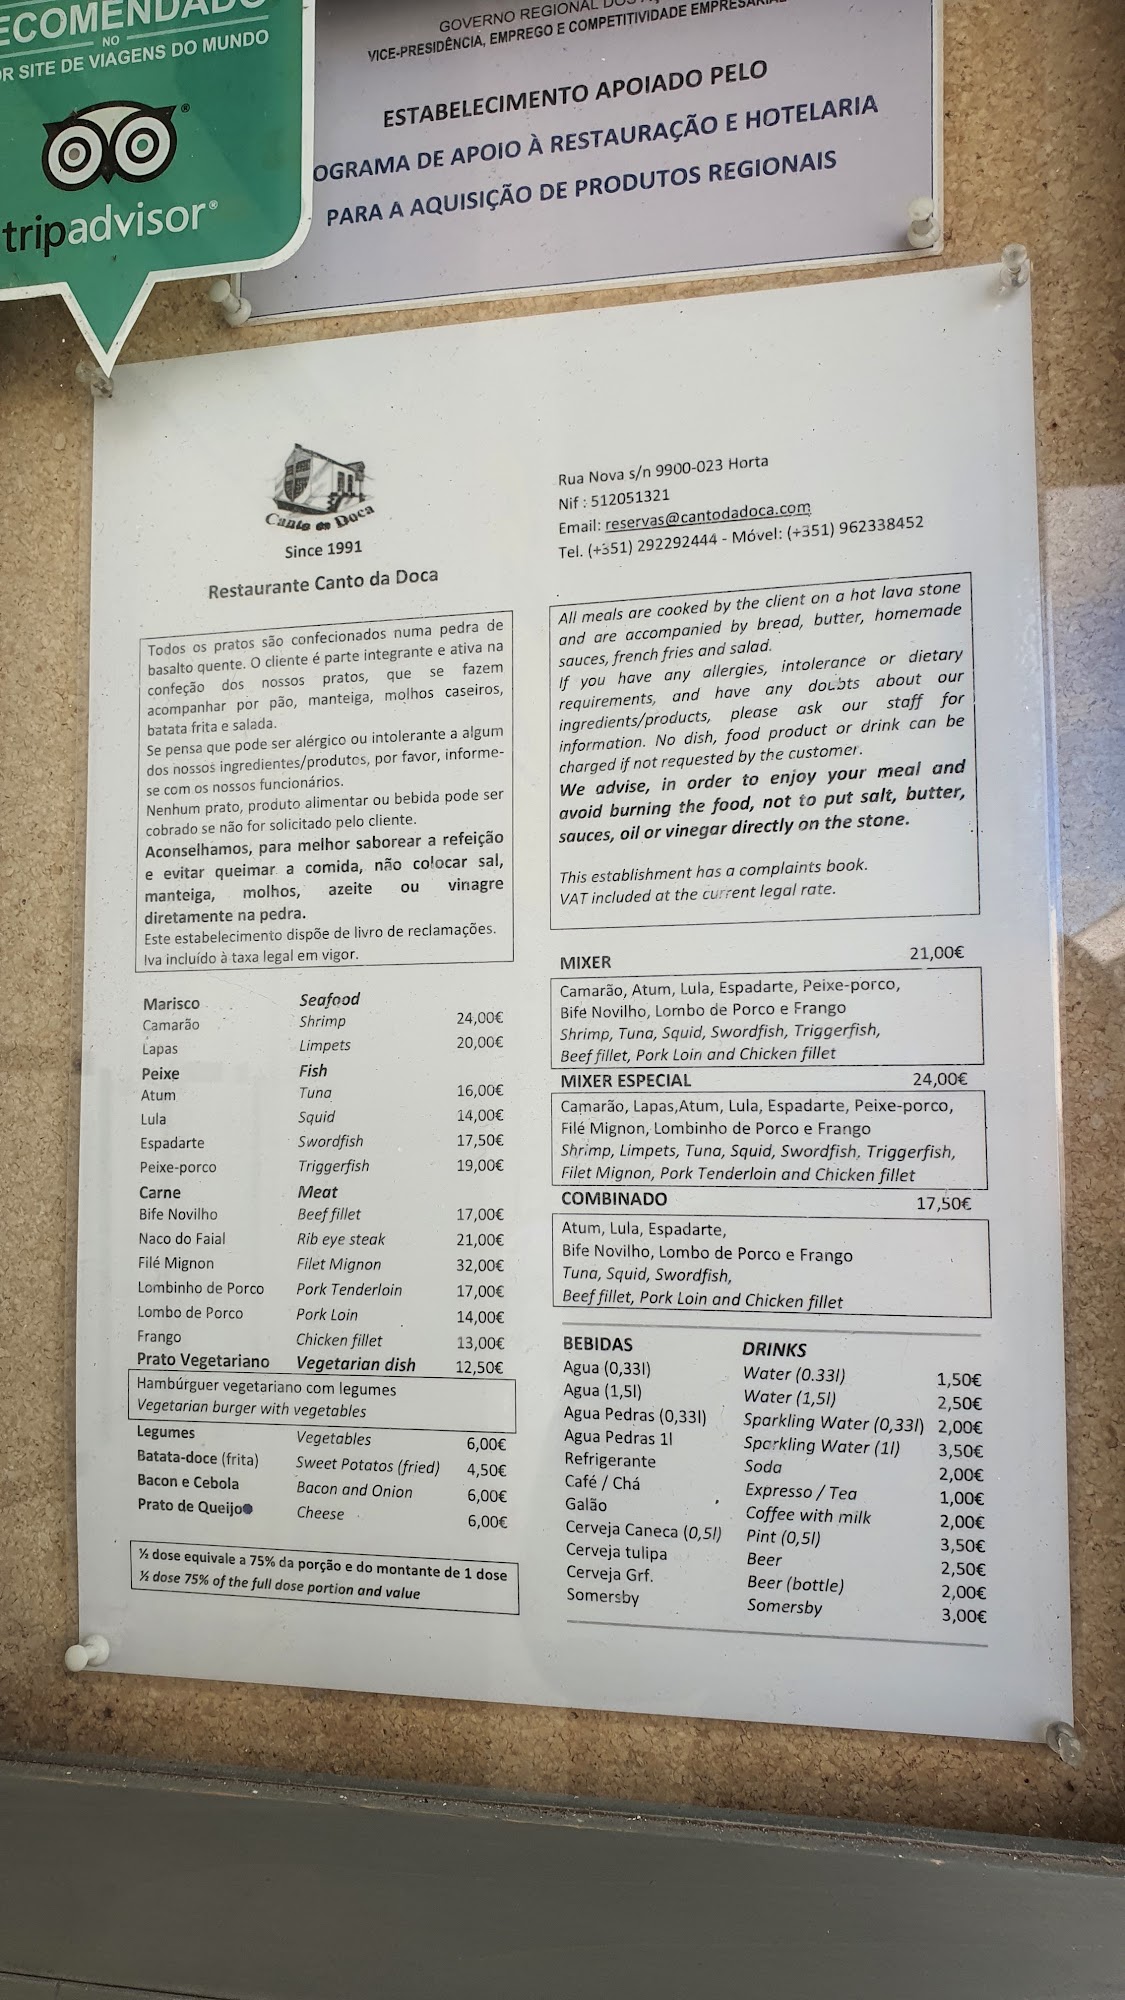 ECOMENDADO
NO
R SITE DE VIAGENS DO MUNDO
tripadvisor®
GOVERNO REGIONAL DOS
VICE-PRESIDÊNCIA, EMPREGO E COMPETITIVIDADE EMPRESARIAL
ESTABELECIMENTO APOIADO PELO
OGRAMA DE APOIO À RESTAURAÇÃO E HOTELARIA
PARA A AQUISIÇÃO DE PRODUTOS REGIONAIS
Canto da Doca
Since 1991
Restaurante Canto da Doca
Rua Nova s/n 9900-023 Horta
Nif : 512051321
Email: reservas@cantodadoca.com
Tel. (+351) 292292444 - Móvel: (+351) 962338452
Todos os pratos são confecionados numa pedra de
basalto quente. O cliente é parte integrante e ativa na
confeção dos nossos pratos, que se fazem
acompanhar por pão, manteiga, molhos caseiros,
batata frita e salada.
Se pensa que pode ser alérgico ou intolerante a algum
dos nossos ingredientes/produtos, por favor, informe-
se com os nossos funcionários.
Nenhum prato, produto alimentar ou bebida pode ser
cobrado se não for solicitado pelo cliente.
Aconselhamos, para melhor saborear a refeição
e evitar queimar a comida, não colocar sal,
manteiga, molhos, azeite ou vinagre
diretamente na pedra.
Este estabelecimento dispõe de livro de reclamações.
Iva incluído à taxa legal em vigor.
All meals are cooked by the client on a hot lava stone
and are accompanied by bread, butter, homemade
sauces, french fries and salad.
If you have any allergies, intolerance or dietary
requirements, and have any doubts about our
ingredients/products, please ask our staff for
information. No dish, food product or drink can be
charged if not requested by the customer.
We advise, in order to enjoy your meal and
avoid burning the food, not to put salt, butter,
sauces, oil or vinegar directly on the stone.
This establishment has a complaints book.
VAT included at the current legal rate.
Marisco Seafood
Camarão Shrimp 24,00€
Lapas Limpets 20,00€
Peixe Fish
Atum Tuna 16,00€
Lula Squid 14,00€
Espadarte Swordfish 17,50€
Peixe-porco Triggerfish 19,00€
Carne Meat
Bife Novilho Beef fillet 17,00€
Naco do Faial Rib eye steak 21,00€
Filé Mignon Filet Mignon 32,00€
Lombinho de Porco Pork Tenderloin 17,00€
Lombo de Porco Pork Loin 14,00€
Frango Chicken fillet 13,00€
Prato Vegetariano Vegetarian dish 12,50€
Hambúrguer vegetariano com legumes
Vegetarian burger with vegetables
Legumes Vegetables 6,00€
Batata-doce (frita) Sweet Potatos (fried) 4,50€
Bacon e Cebola Bacon and Onion 6,00€
Prato de Queijo Cheese 6,00€
½ dose equivale a 75% da porção e do montante de 1 dose
½ dose 75% of the full dose portion and value
MIXER 21,00€
Camarão, Atum, Lula, Espadarte, Peixe-porco,
Bife Novilho, Lombo de Porco e Frango
Shrimp, Tuna, Squid, Swordfish, Triggerfish,
Beef fillet, Pork Loin and Chicken fillet
MIXER ESPECIAL 24,00€
Camarão, Lapas,Atum, Lula, Espadarte, Peixe-porco,
Filé Mignon, Lombinho de Porco e Frango
Shrimp, Limpets, Tuna, Squid, Swordfish, Triggerfish,
Filet Mignon, Pork Tenderloin and Chicken fillet
COMBINADO 17,50€
Atum, Lula, Espadarte,
Bife Novilho, Lombo de Porco e Frango
Tuna, Squid, Swordfish,
Beef fillet, Pork Loin and Chicken fillet
BEBIDAS DRINKS
Agua (0,33l) Water (0.33l) 1,50€
Agua (1,5l) Water (1,5l) 2,50€
Agua Pedras (0,33l) Sparkling Water (0,33l) 2,00€
Agua Pedras 1l Sparkling Water (1l) 3,50€
Refrigerante Soda 2,00€
Café / Chá Expresso / Tea 1,00€
Galão Coffee with milk 2,00€
Cerveja Caneca (0,5l) Pint (0,5l) 3,50€
Cerveja tulipa Beer 2,50€
Cerveja Grf. Beer (bottle) 2,00€
Somersby Somersby 3,00€